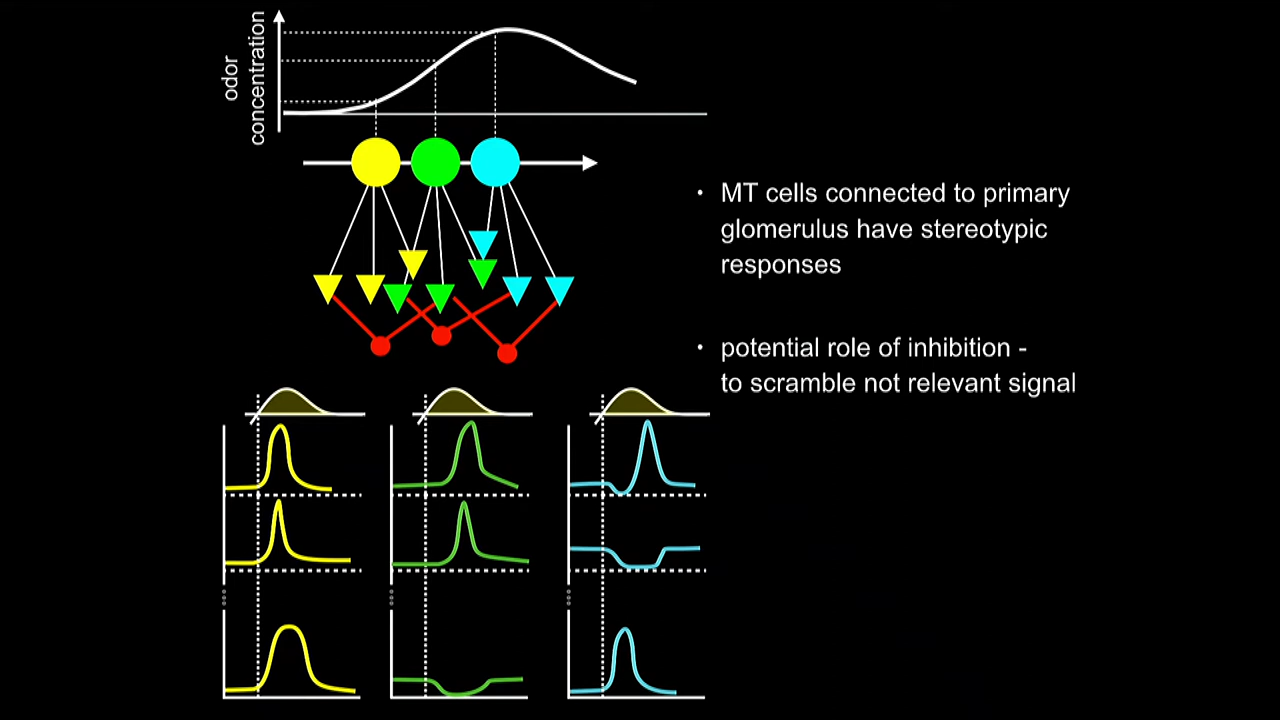 odor
concentration
• MT cells connected to primary
glomerulus have stereotypic
responses
• potential role of inhibition -
to scramble not relevant signal